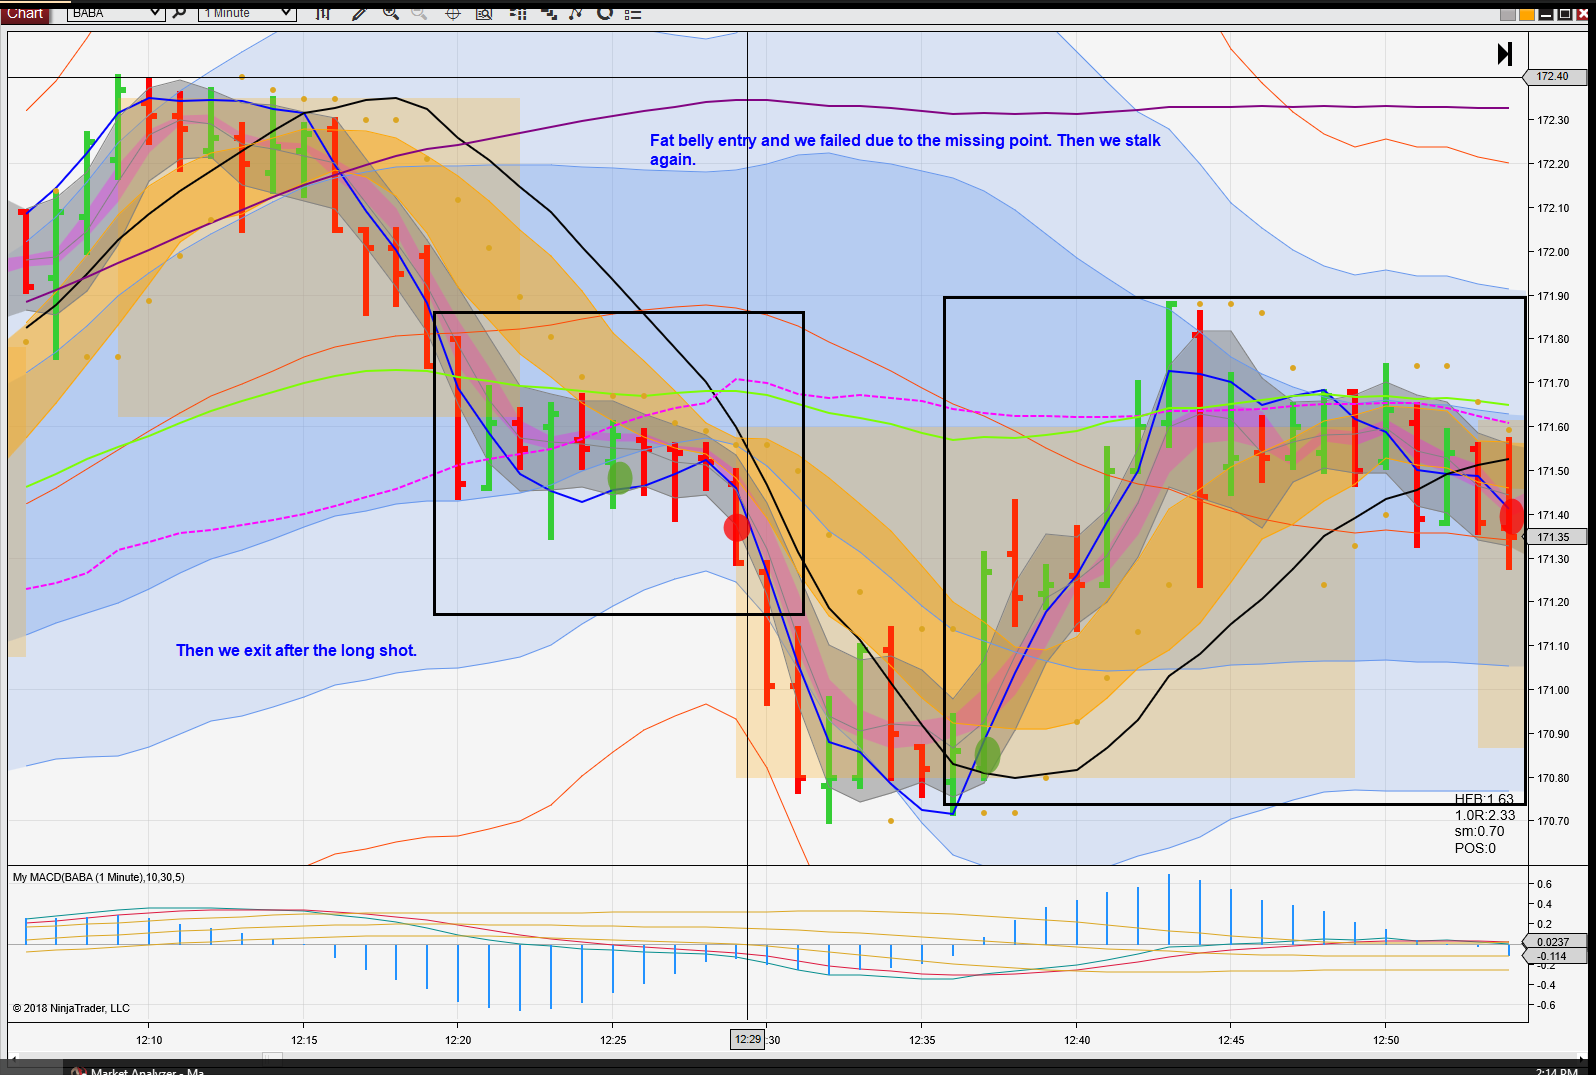 Chart BABA 1 Minute
172.40
172.30
172.20
172.10
172.00
171.90
171.80
171.70
171.60
171.50
171.40
171.35
171.30
171.20
171.10
171.00
170.90
170.80
170.70
Fat belly entry and we failed due to the missing point. Then we stalk
again.
Then we exit after the long shot.
HFB:1.63
1.0R:2.33
sm:0.70
POS:0
My MACD(BABA (1 Minute),10,30,5)
0.6
0.4
0.2
0.0237
-0.114
-0.2
-0.4
-0.6
© 2018 NinjaTrader, LLC
12:10 12:15 12:20 12:25 12:29 :30 12:35 12:40 12:45 12:50
Market Analyzer - Ma
2:14 PM